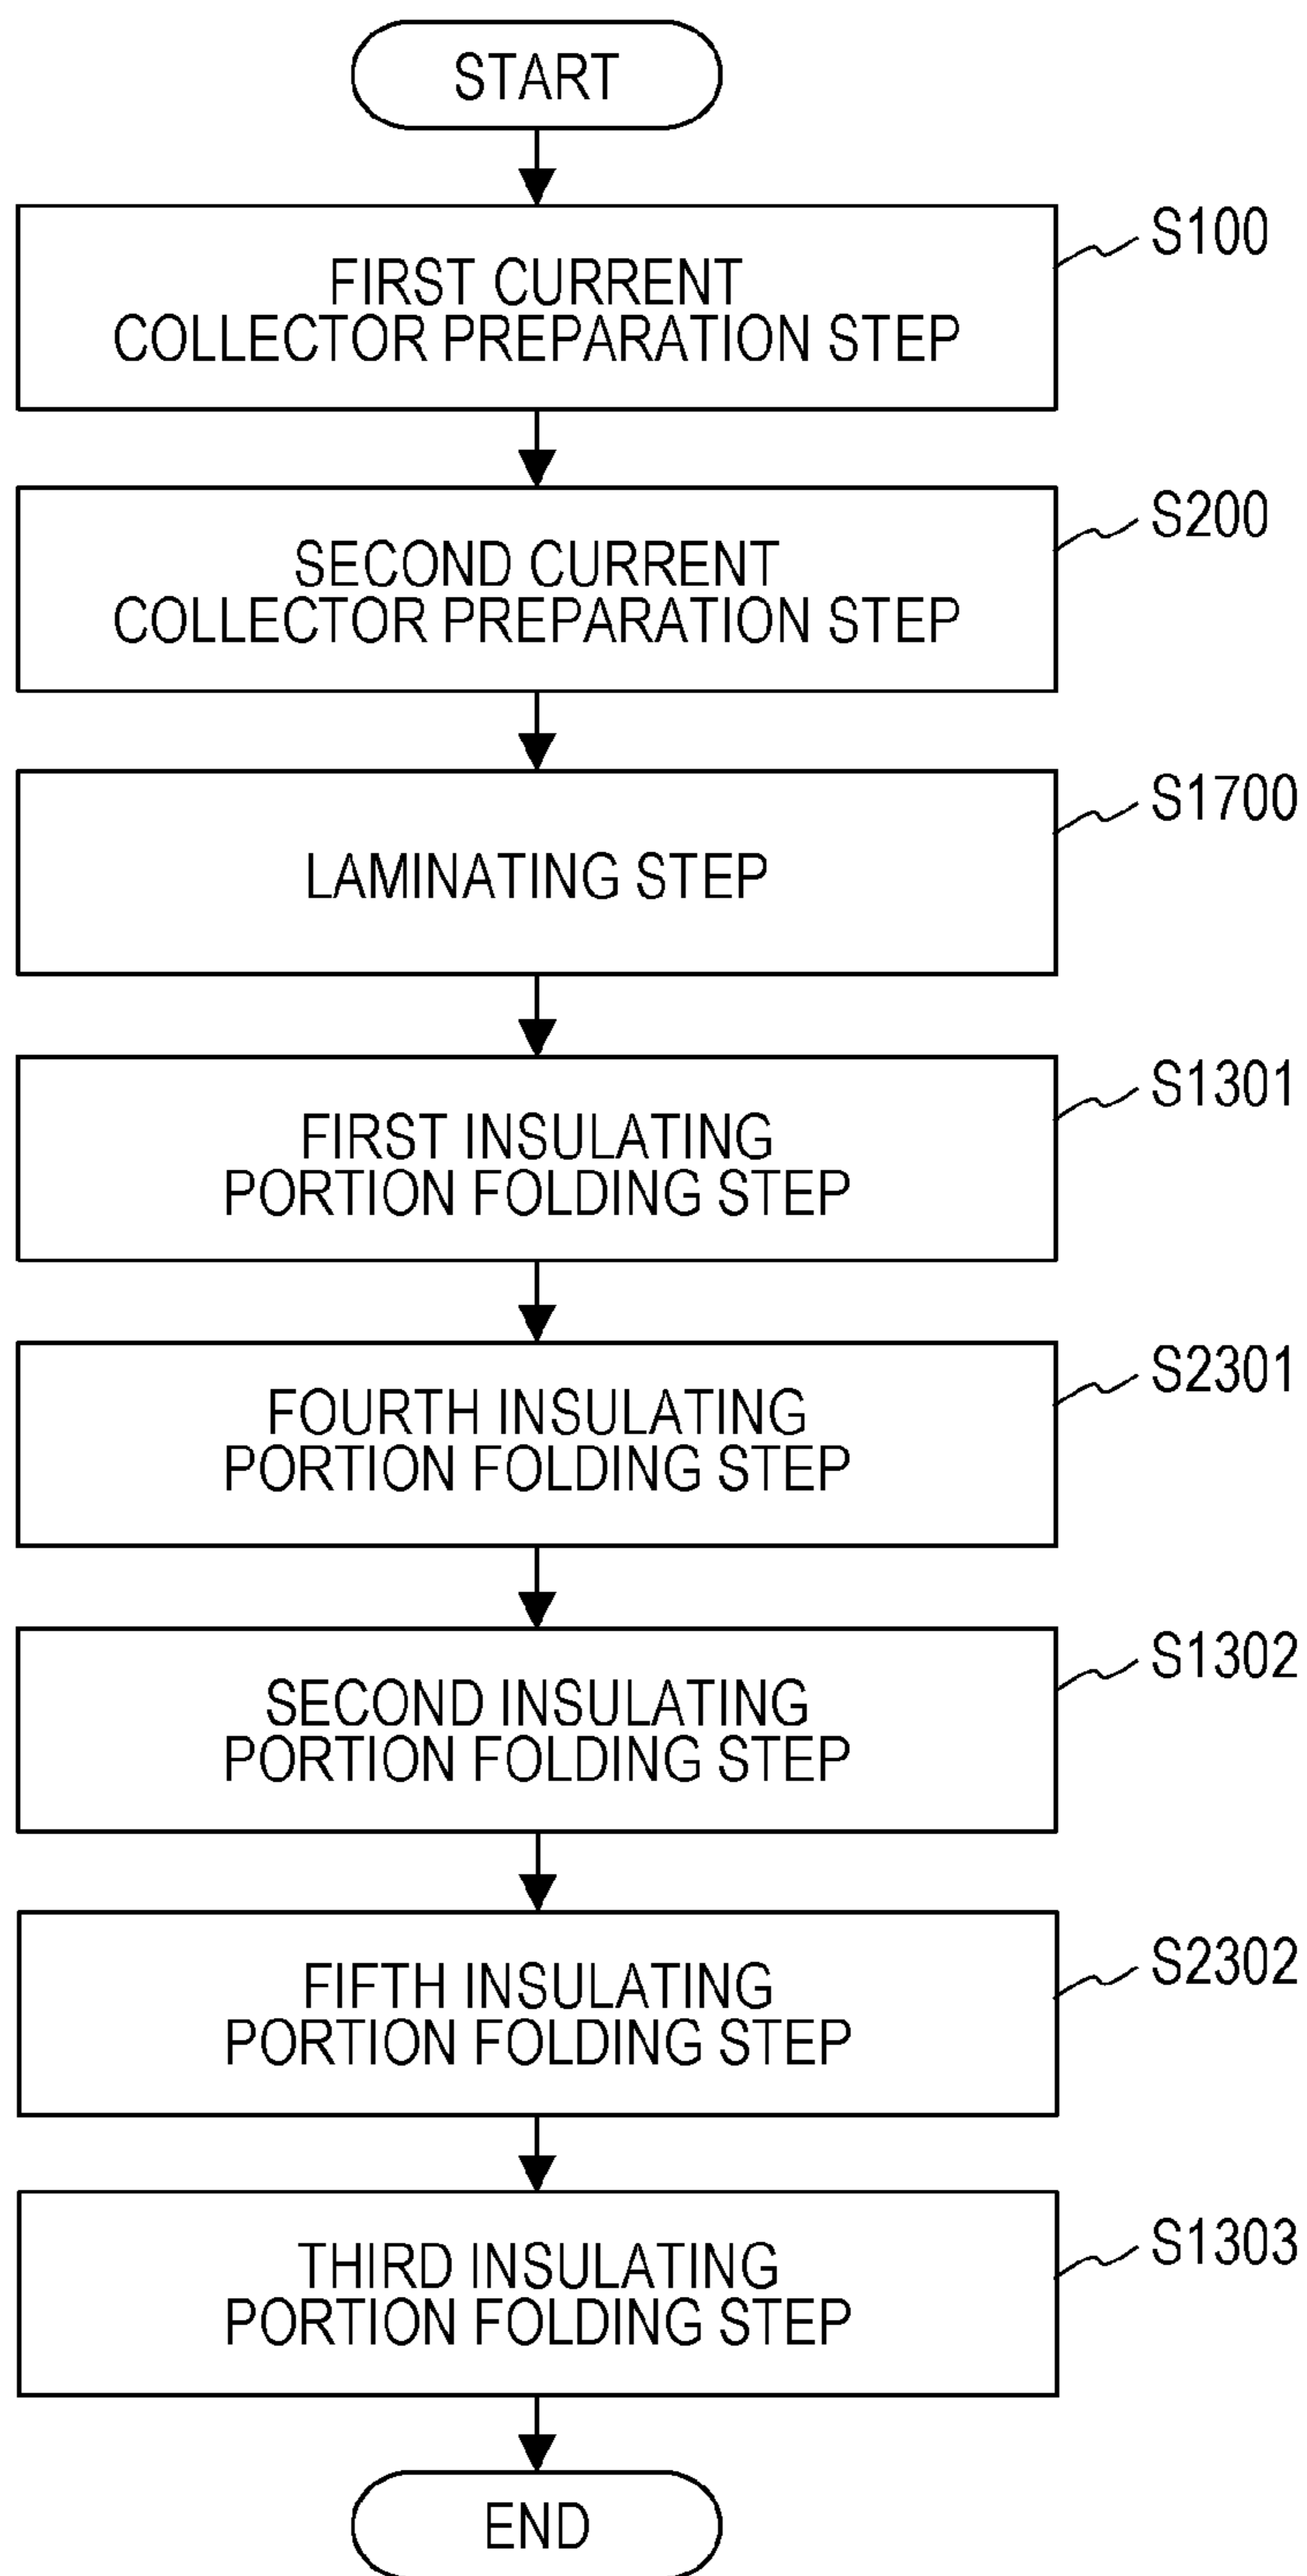 START
FIRST CURRENT
COLLECTOR PREPARATION STEP
S100
SECOND CURRENT
COLLECTOR PREPARATION STEP
S200
LAMINATING STEP
S1700
FIRST INSULATING
PORTION FOLDING STEP
S1301
FOURTH INSULATING
PORTION FOLDING STEP
S2301
SECOND INSULATING
PORTION FOLDING STEP
S1302
FIFTH INSULATING
PORTION FOLDING STEP
S2302
THIRD INSULATING
PORTION FOLDING STEP
S1303
END